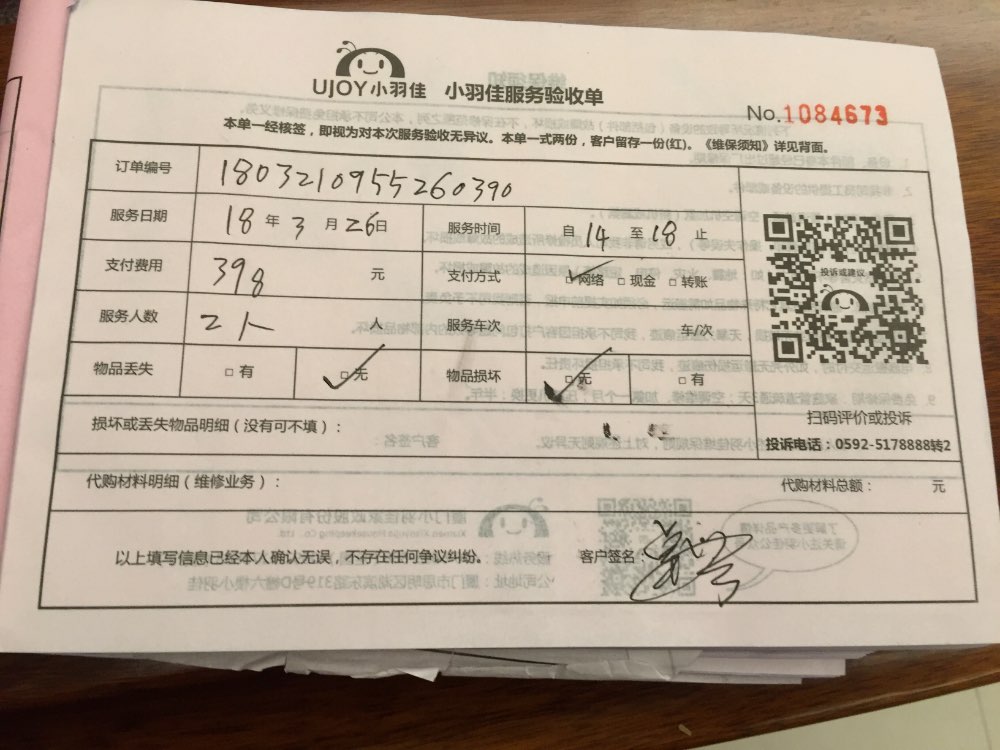 UJOY小羽佳 小羽佳服务验收单
No.1084673
本单一经核签，即视为对本次服务验收无异议。本单一式两份，客户留存一份(红)。《维保须知》详见背面。
订单编号 1803210955260390
服务日期 18 年 3 月 26 日 服务时间 自 14 至 18 止
支付费用 398 元 支付方式 ☑网络 □现金 □转账
服务人数 2人 人 服务车次 车/次
物品丢失 □有 ☑无 物品损坏 ☑无 □有
投诉或建议
扫码评价或投诉
投诉电话：0592-5178888转2
损坏或丢失物品明细（没有可不填）：
代购材料明细（维修业务）： 代购材料总额： 元
以上填写信息已经本人确认无误，不存在任何争议纠纷。 客户签名：